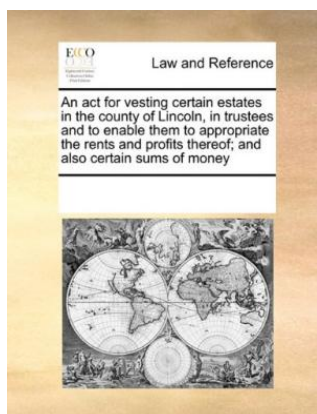 ECCO
Law and Reference
An act for vesting certain estates
in the county of Lincoln, in trustees
and to enable them to appropriate
the rents and profits thereof; and
also certain sums of money